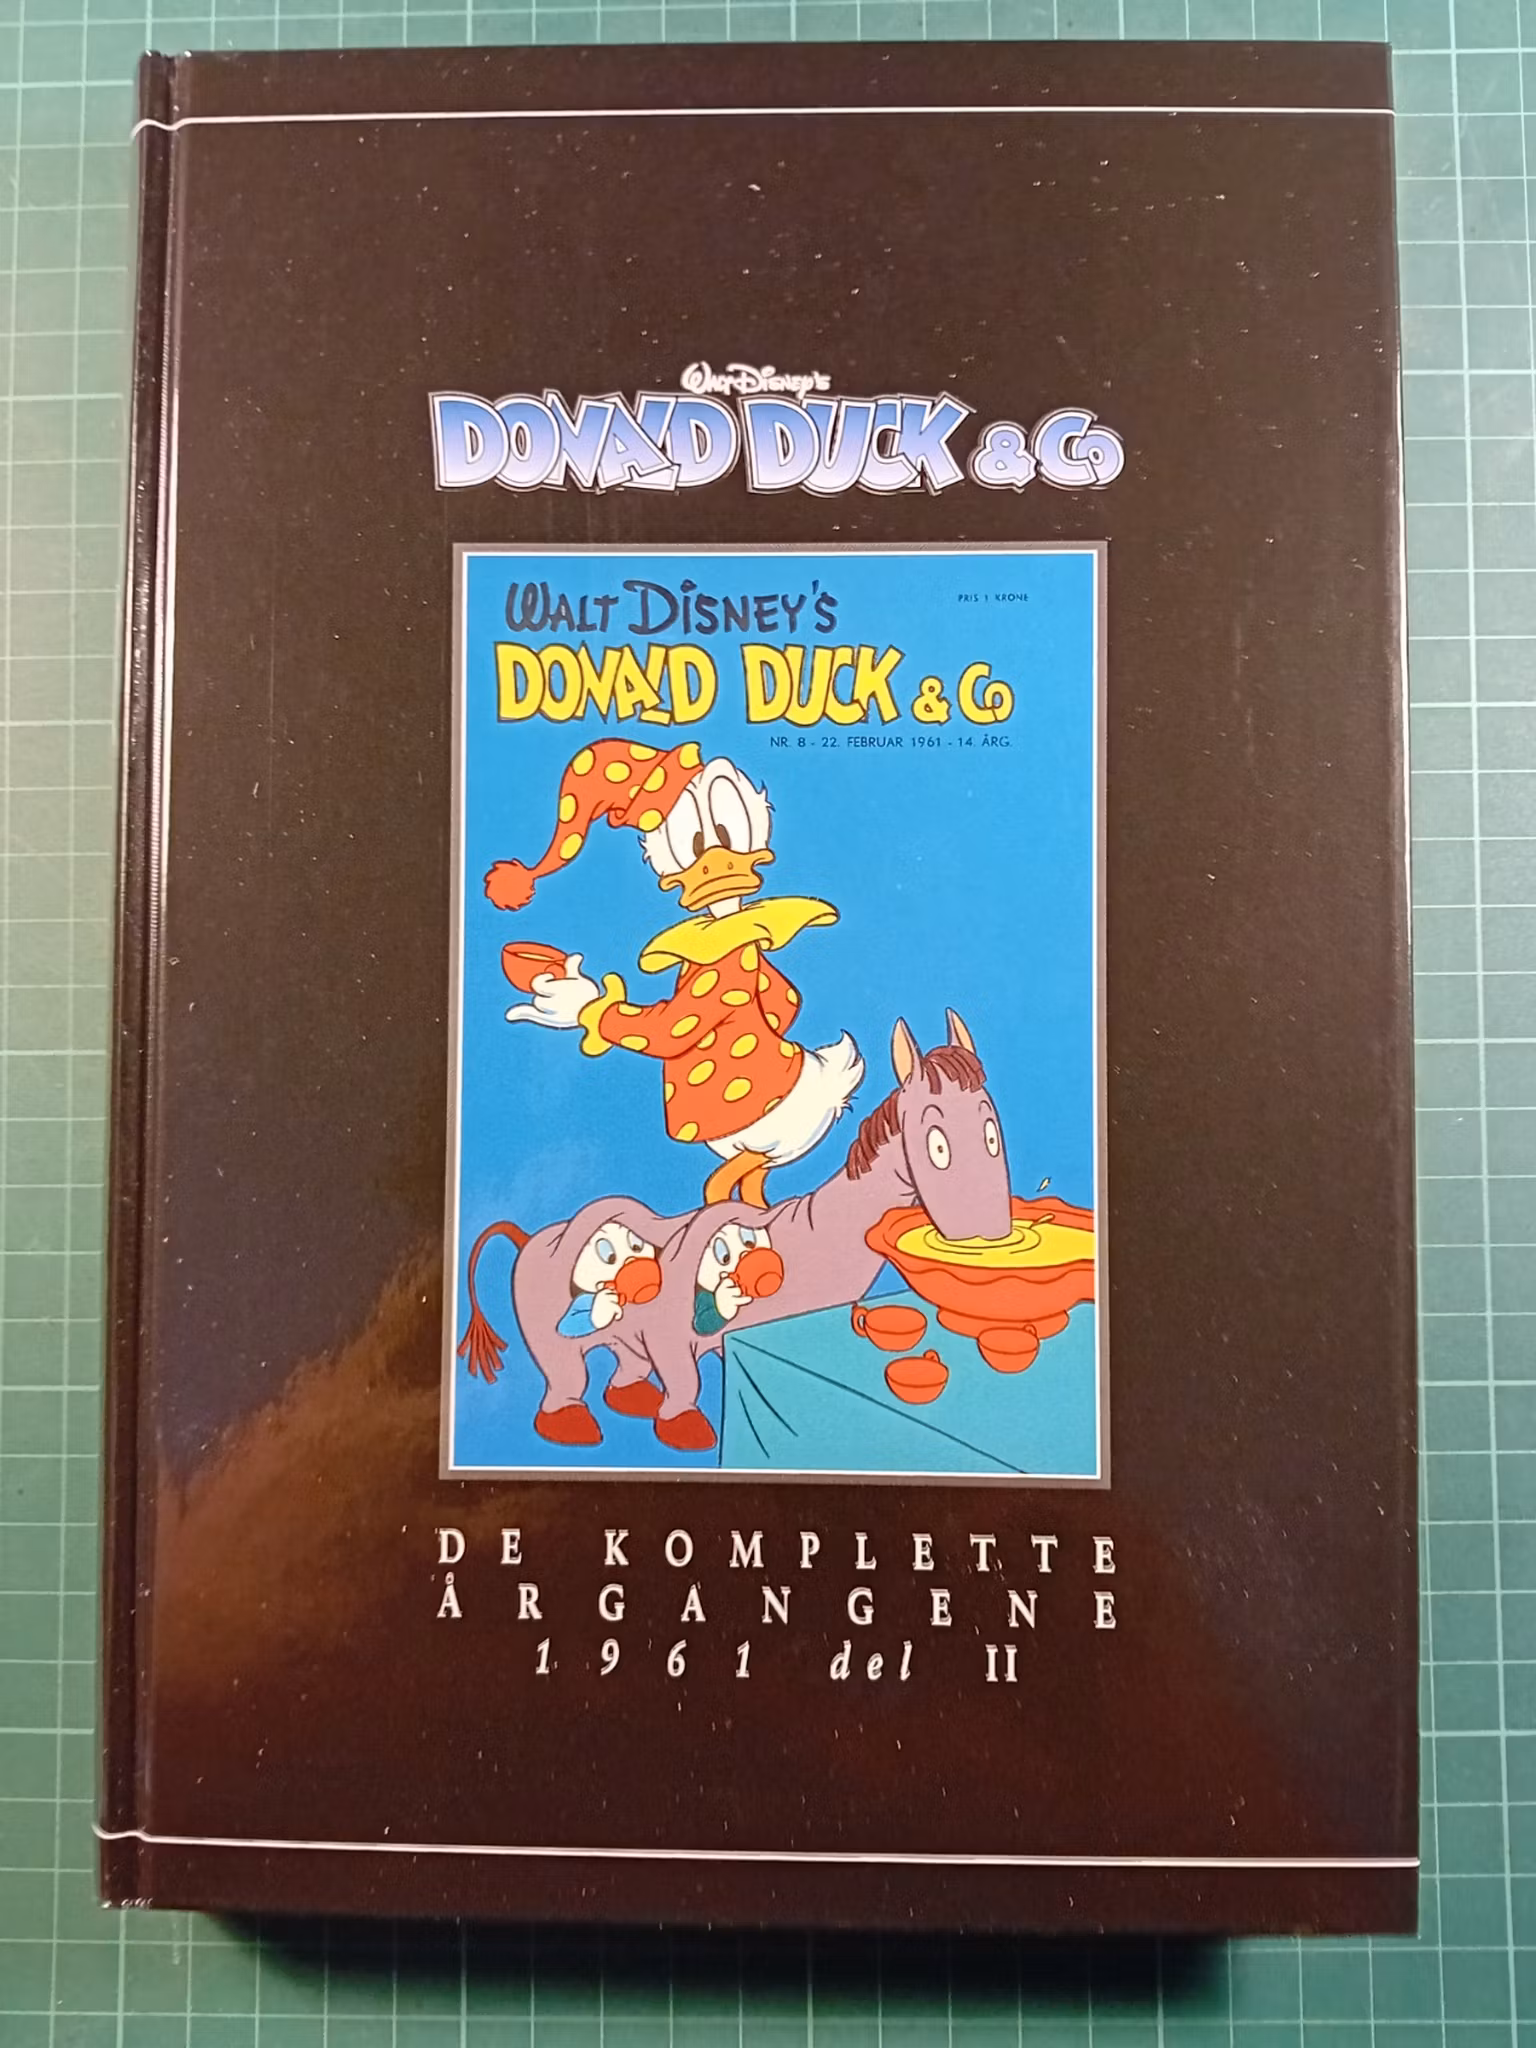 Walt Disney's
DONALD DUCK & Co
WALT DISNEY'S
PRIS 1 KRONE
DONALD DUCK & Co
NR. 8 - 22. FEBRUAR 1961 - 14. ÅRG.
DE KOMPLETTE
ÅRGANGENE
1961 del II